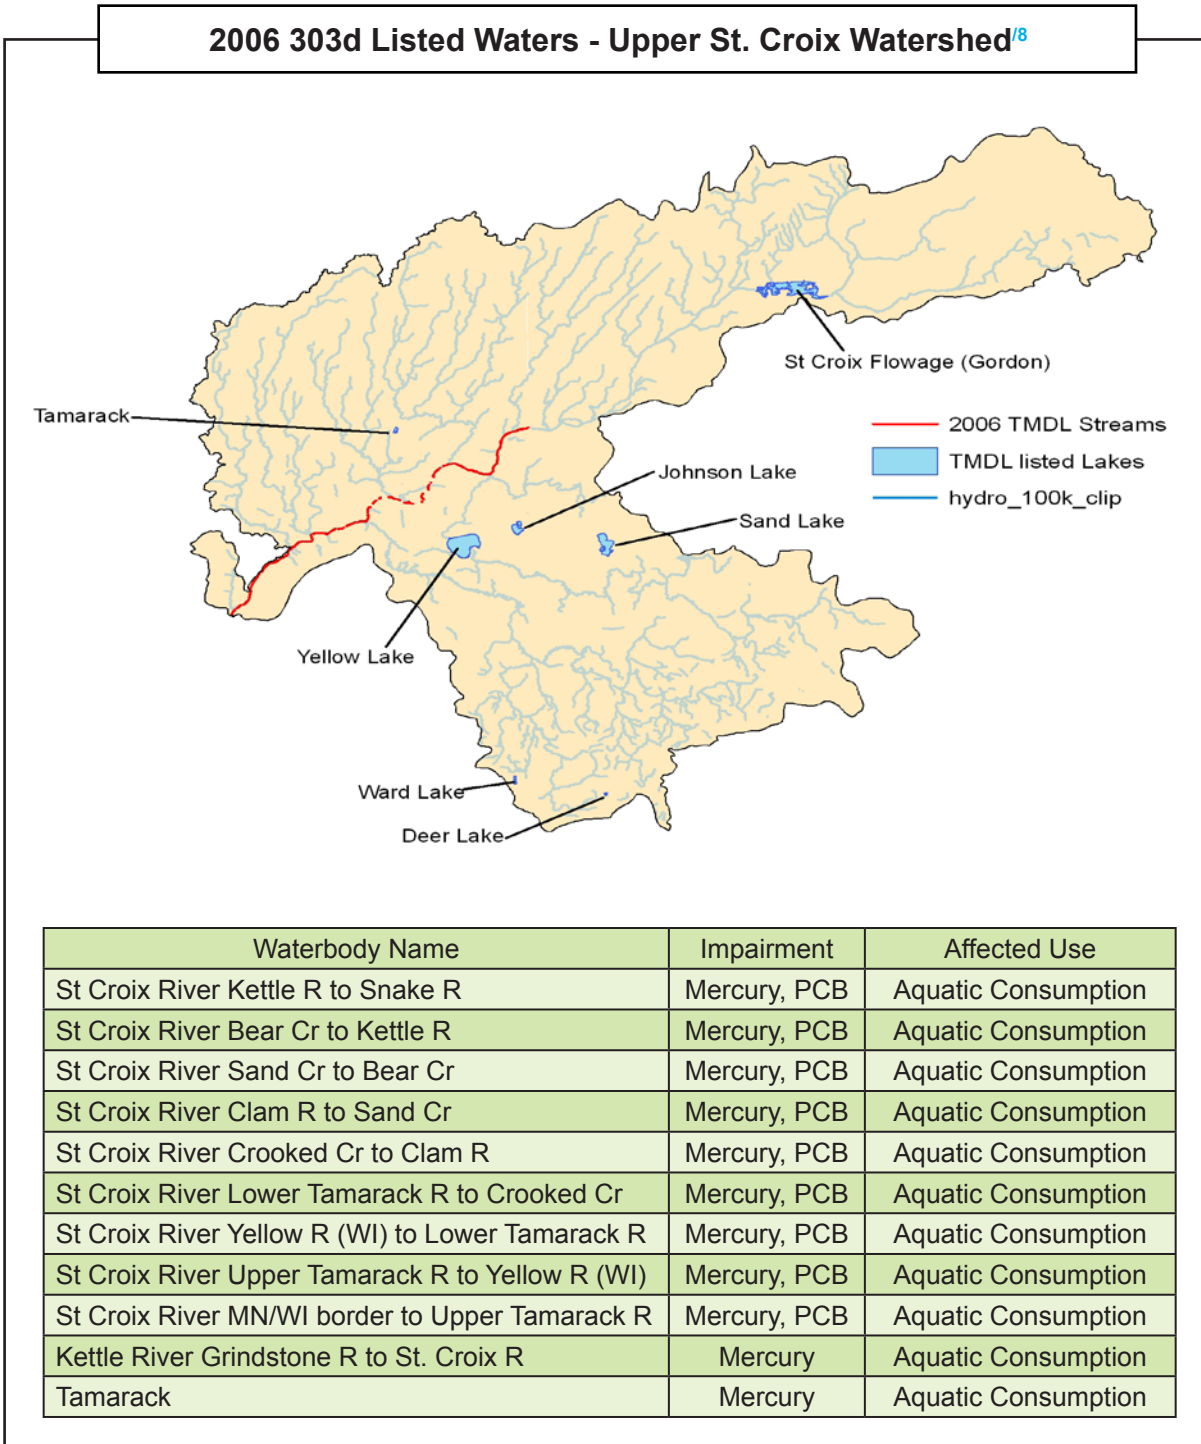 2006 303d Listed Waters - Upper St. Croix Watershed/8
St Croix Flowage (Gordon)
Tamarack
2006 TMDL Streams
TMDL listed Lakes
hydro_100k_clip
Johnson Lake
Sand Lake
Yellow Lake
Ward Lake
Deer Lake
Waterbody Name Impairment Affected Use
St Croix River Kettle R to Snake R Mercury, PCB Aquatic Consumption
St Croix River Bear Cr to Kettle R Mercury, PCB Aquatic Consumption
St Croix River Sand Cr to Bear Cr Mercury, PCB Aquatic Consumption
St Croix River Clam R to Sand Cr Mercury, PCB Aquatic Consumption
St Croix River Crooked Cr to Clam R Mercury, PCB Aquatic Consumption
St Croix River Lower Tamarack R to Crooked Cr Mercury, PCB Aquatic Consumption
St Croix River Yellow R (WI) to Lower Tamarack R Mercury, PCB Aquatic Consumption
St Croix River Upper Tamarack R to Yellow R (WI) Mercury, PCB Aquatic Consumption
St Croix River MN/WI border to Upper Tamarack R Mercury, PCB Aquatic Consumption
Kettle River Grindstone R to St. Croix R Mercury Aquatic Consumption
Tamarack Mercury Aquatic Consumption